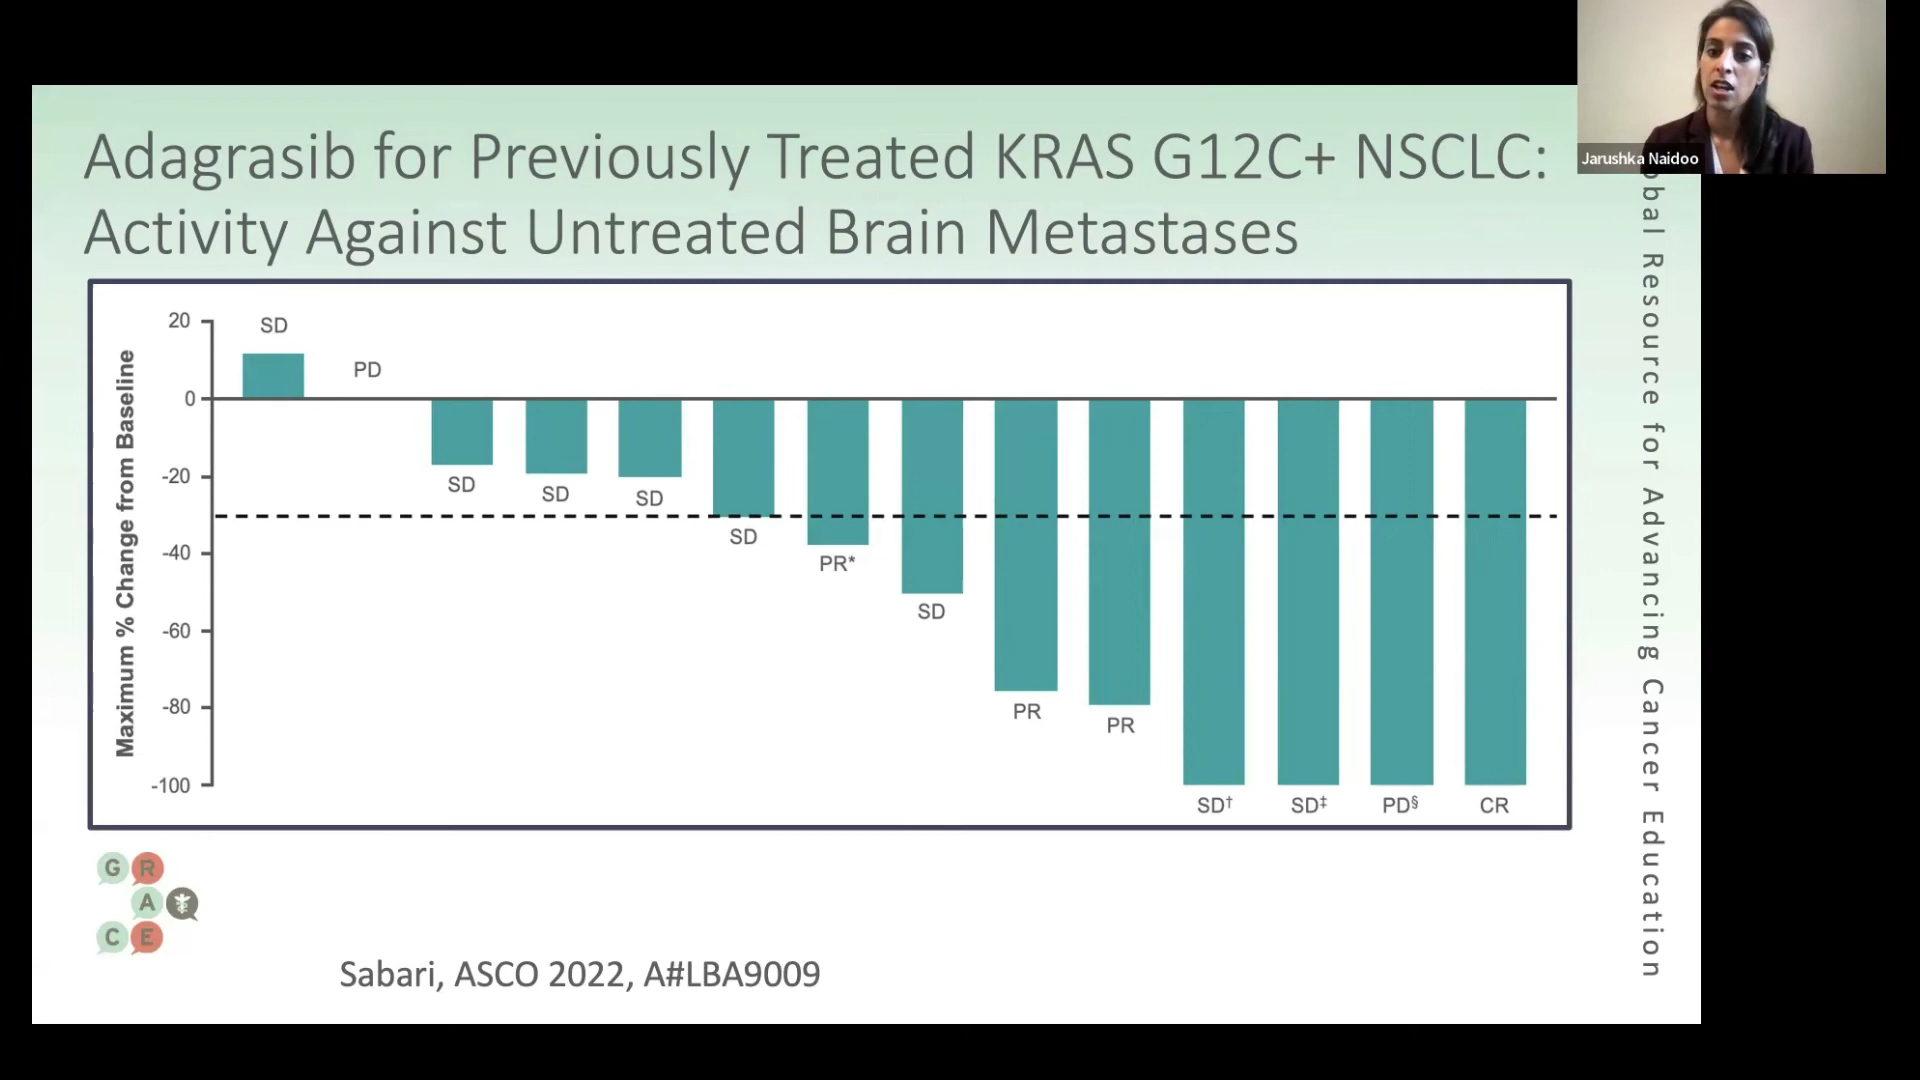 Adagrasib for Previously Treated KRAS G12C+ NSCLC:
Activity Against Untreated Brain Metastases
Jarushka Naidoo
Maximum % Change from Baseline
20
0
-20
-40
-60
-80
-100
SD
PD
SD
SD
SD
SD
PR*
SD
PR
PR
SD†
SD‡
PD§
CR
obal Resource for Advancing Cancer Education
G R
A
C E
Sabari, ASCO 2022, A#LBA9009